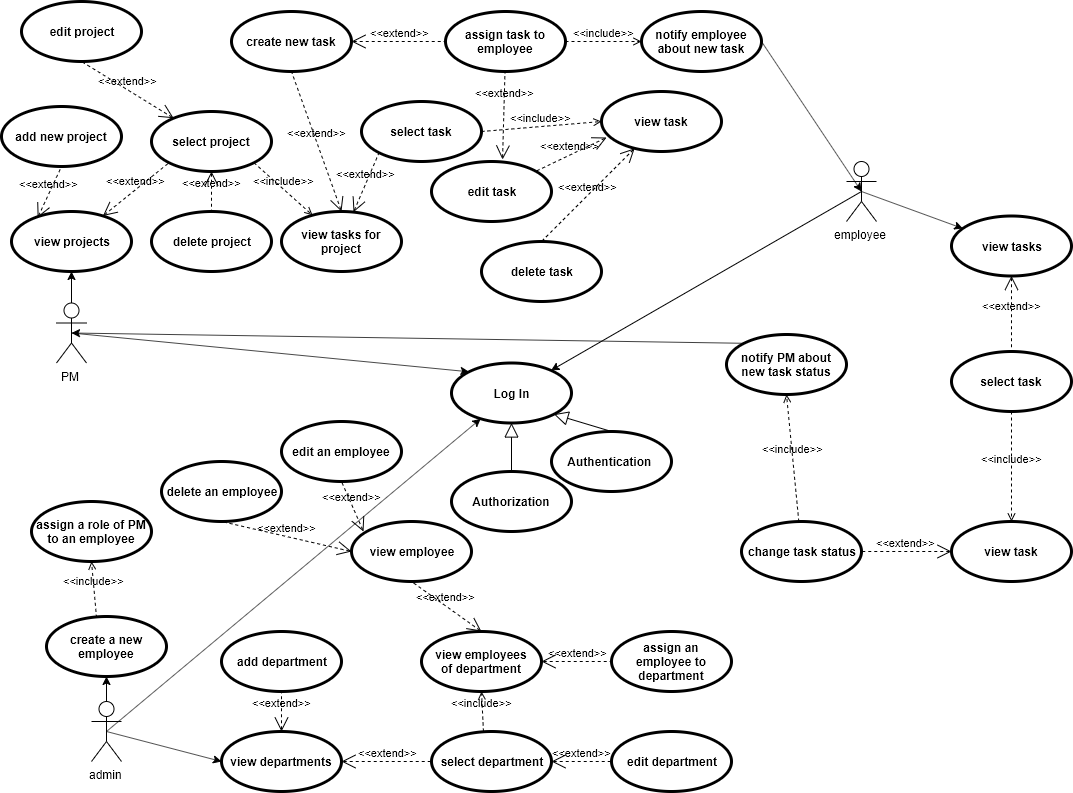 edit project
create new task
<<extend>>
assign task to
employee
<<include>>
notify employee
about new task
<<extend>>
<<extend>>
add new project
select project
<<extend>>
select task
<<include>>
view task
<<extend>>
<<extend>>
<<extend>>
<<extend>>
<<include>>
<<extend>>
edit task
<<extend>>
view projects
delete project
view tasks for
project
delete task
employee
view tasks
<<extend>>
PM
notify PM about
new task status
select task
Log In
<<include>>
<<include>>
edit an employee
Authentication
delete an employee
<<extend>>
Authorization
assign a role of PM
to an employee
<<extend>>
view employee
change task status
<<extend>>
view task
<<include>>
<<extend>>
create a new
employee
add department
view employees
of department
<<extend>>
assign an
employee to
department
<<extend>>
<<include>>
admin
view departments
<<extend>>
select department
<<extend>>
edit department